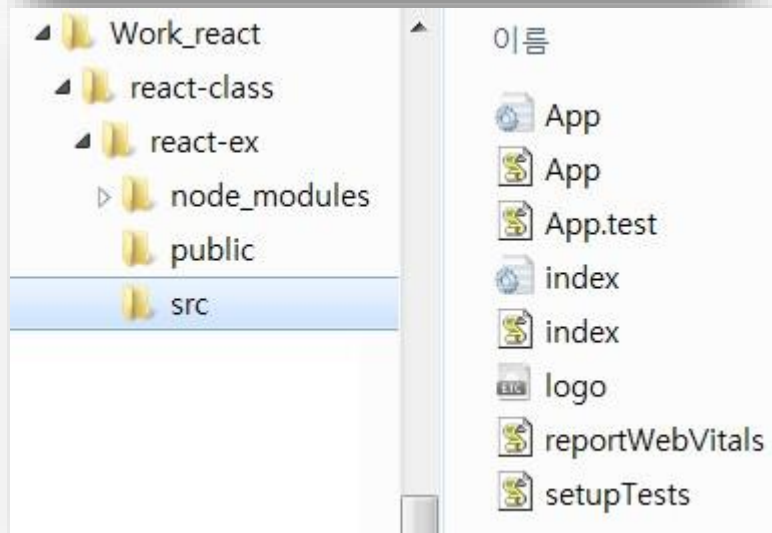 Work_react
react-class
react-ex
node_modules
public
src
이름
App
App
App.test
index
index
logo
reportWebVitals
setupTests